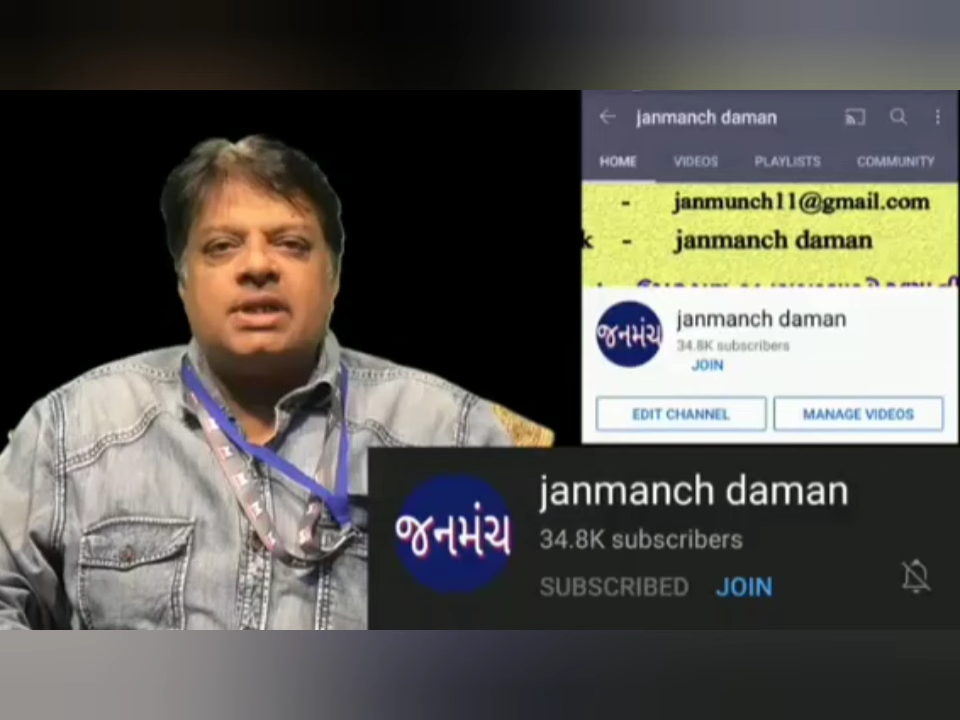 janmanch daman
HOME VIDEOS PLAYLISTS COMMUNITY
- janmunch11@gmail.com
k - janmanch daman
જનમંચ
janmanch daman
34.8K subscribers
JOIN
EDIT CHANNEL MANAGE VIDEOS
જનમંચ
janmanch daman
34.8K subscribers
SUBSCRIBED JOIN